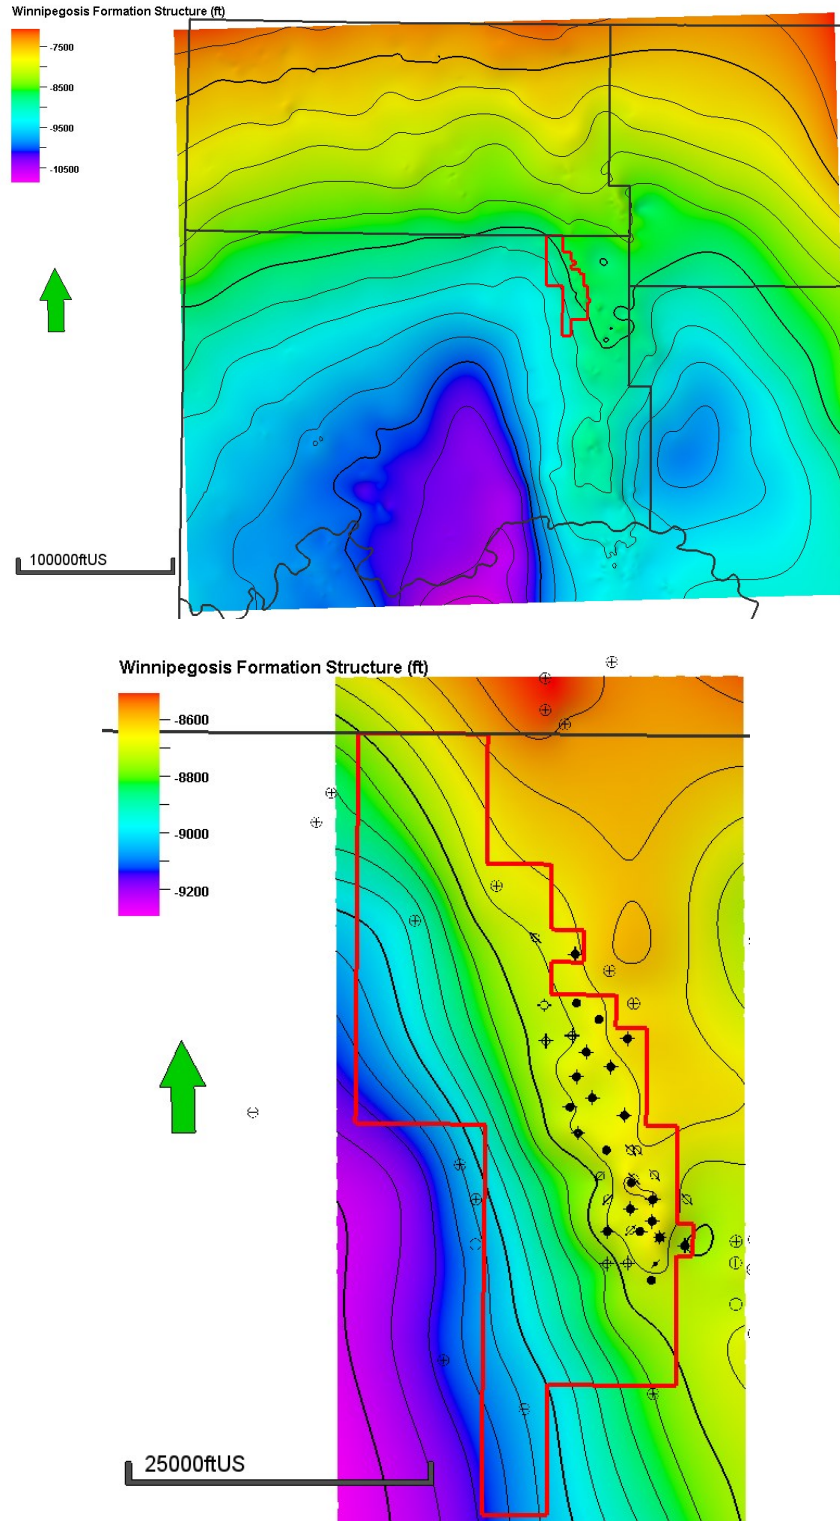 Winnipegosis Formation Structure (ft)
-7500
-8500
-9500
-10500
100000ftUS
Winnipegosis Formation Structure (ft)
-8600
-8800
-9000
-9200
25000ftUS